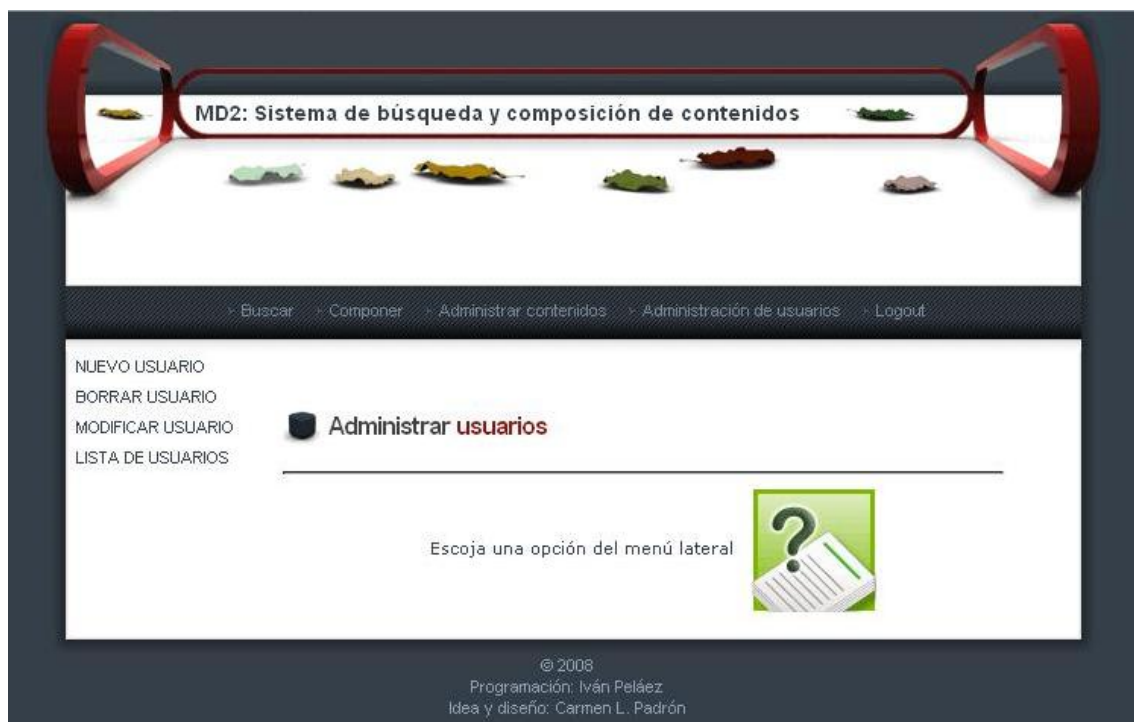 MD2: Sistema de búsqueda y composición de contenidos
Buscar Componer Administrar contenidos Administración de usuarios Logout
NUEVO USUARIO
BORRAR USUARIO
MODIFICAR USUARIO
LISTA DE USUARIOS
Administrar usuarios
Escoja una opción del menú lateral
?
© 2008
Programación: Iván Peláez
Idea y diseño: Carmen L. Padrón